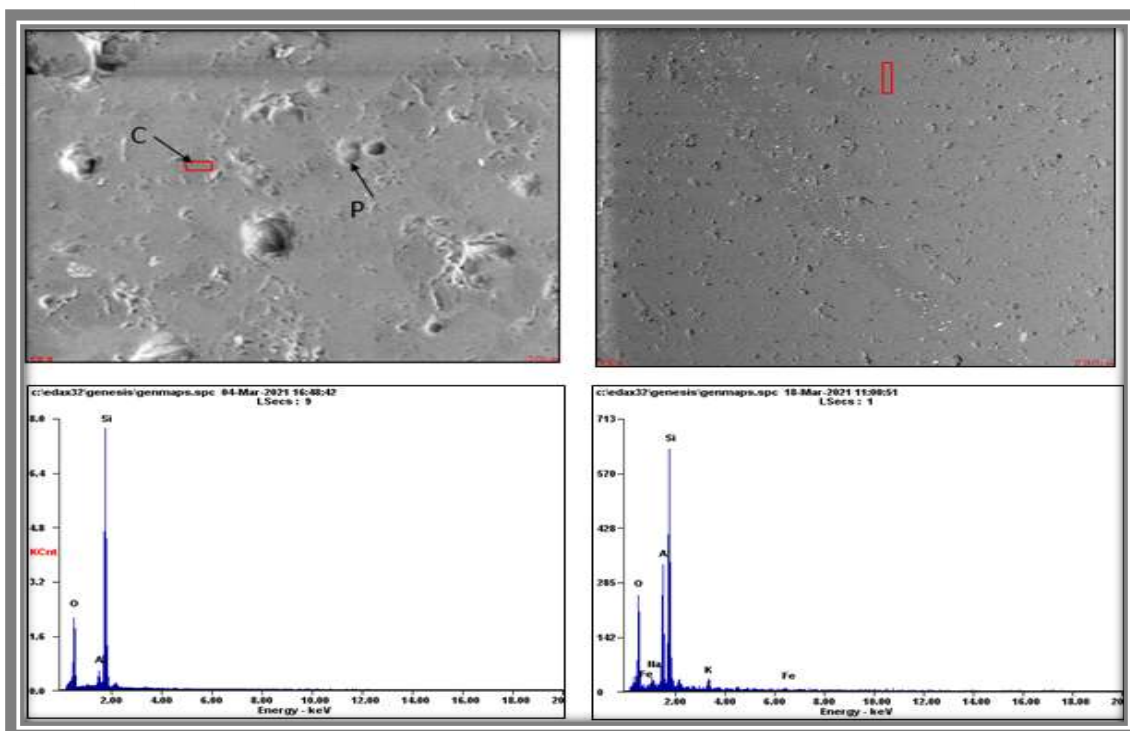 C
P
c:\edax32\genesis\genmaps.spc 04-Mar-2021 16:48:42
LSecs : 9
8.0
6.4
4.8
KCnt
3.2
1.6
0.0
Si
O
A
2.00 4.00 6.00 8.00 10.00 12.00 14.00 16.00 18.00 20
Energy - keV
c:\edax32\genesis\genmaps.spc 18-Mar-2021 11:00:51
LSecs : 1
713
570
428
285
142
0
Si
A
O
Fe
Na
K
Fe
2.00 4.00 6.00 8.00 10.00 12.00 14.00 16.00 18.00 20
Energy - keV